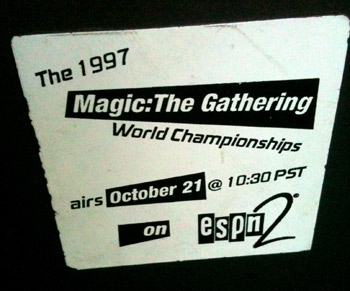 The 1997
Magic:The Gathering
World Championships
airs October 21 @ 10:30 PST
on espn2